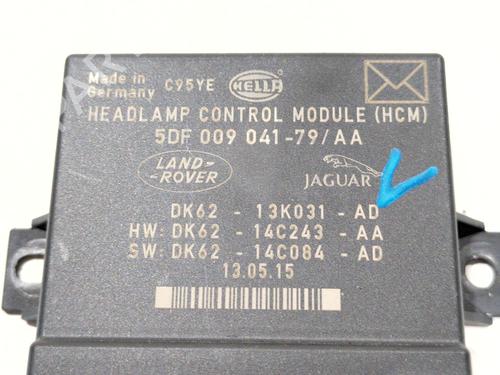 Made in
Germany
C95YE
HELLA
HEADLAMP CONTROL MODULE (HCM)
5DF 009 041-79/AA
LAND-
ROVER
JAGUAR
DK62 - 13K031 - AD
HW: DK62 - 14C243 - AA
SW: DK62 - 14C084 - AD
13.05.15